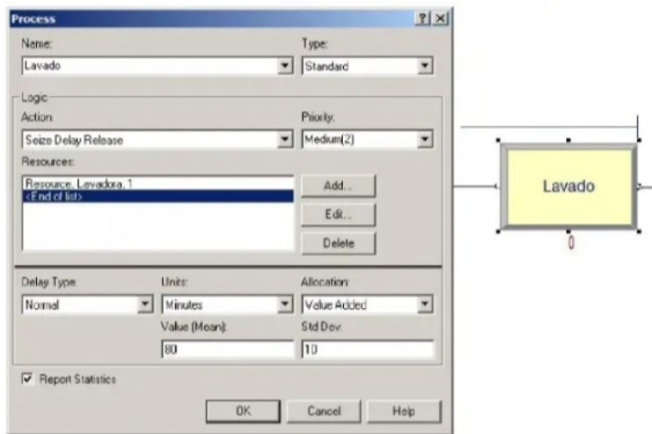 Process
Name:
Type:
Lavado
Standard
Logic
Action
Priority:
Seize Delay Release
Medium(2)
Resources:
Resource, Lavadora, 1
<End of list>
Add...
Edit...
Delete
Delay Type:
Units:
Allocation:
Normal
Minutes
Value Added
Value (Mean):
Std Dev:
80
10
Report Statistics
OK
Cancel
Help
Lavado
0